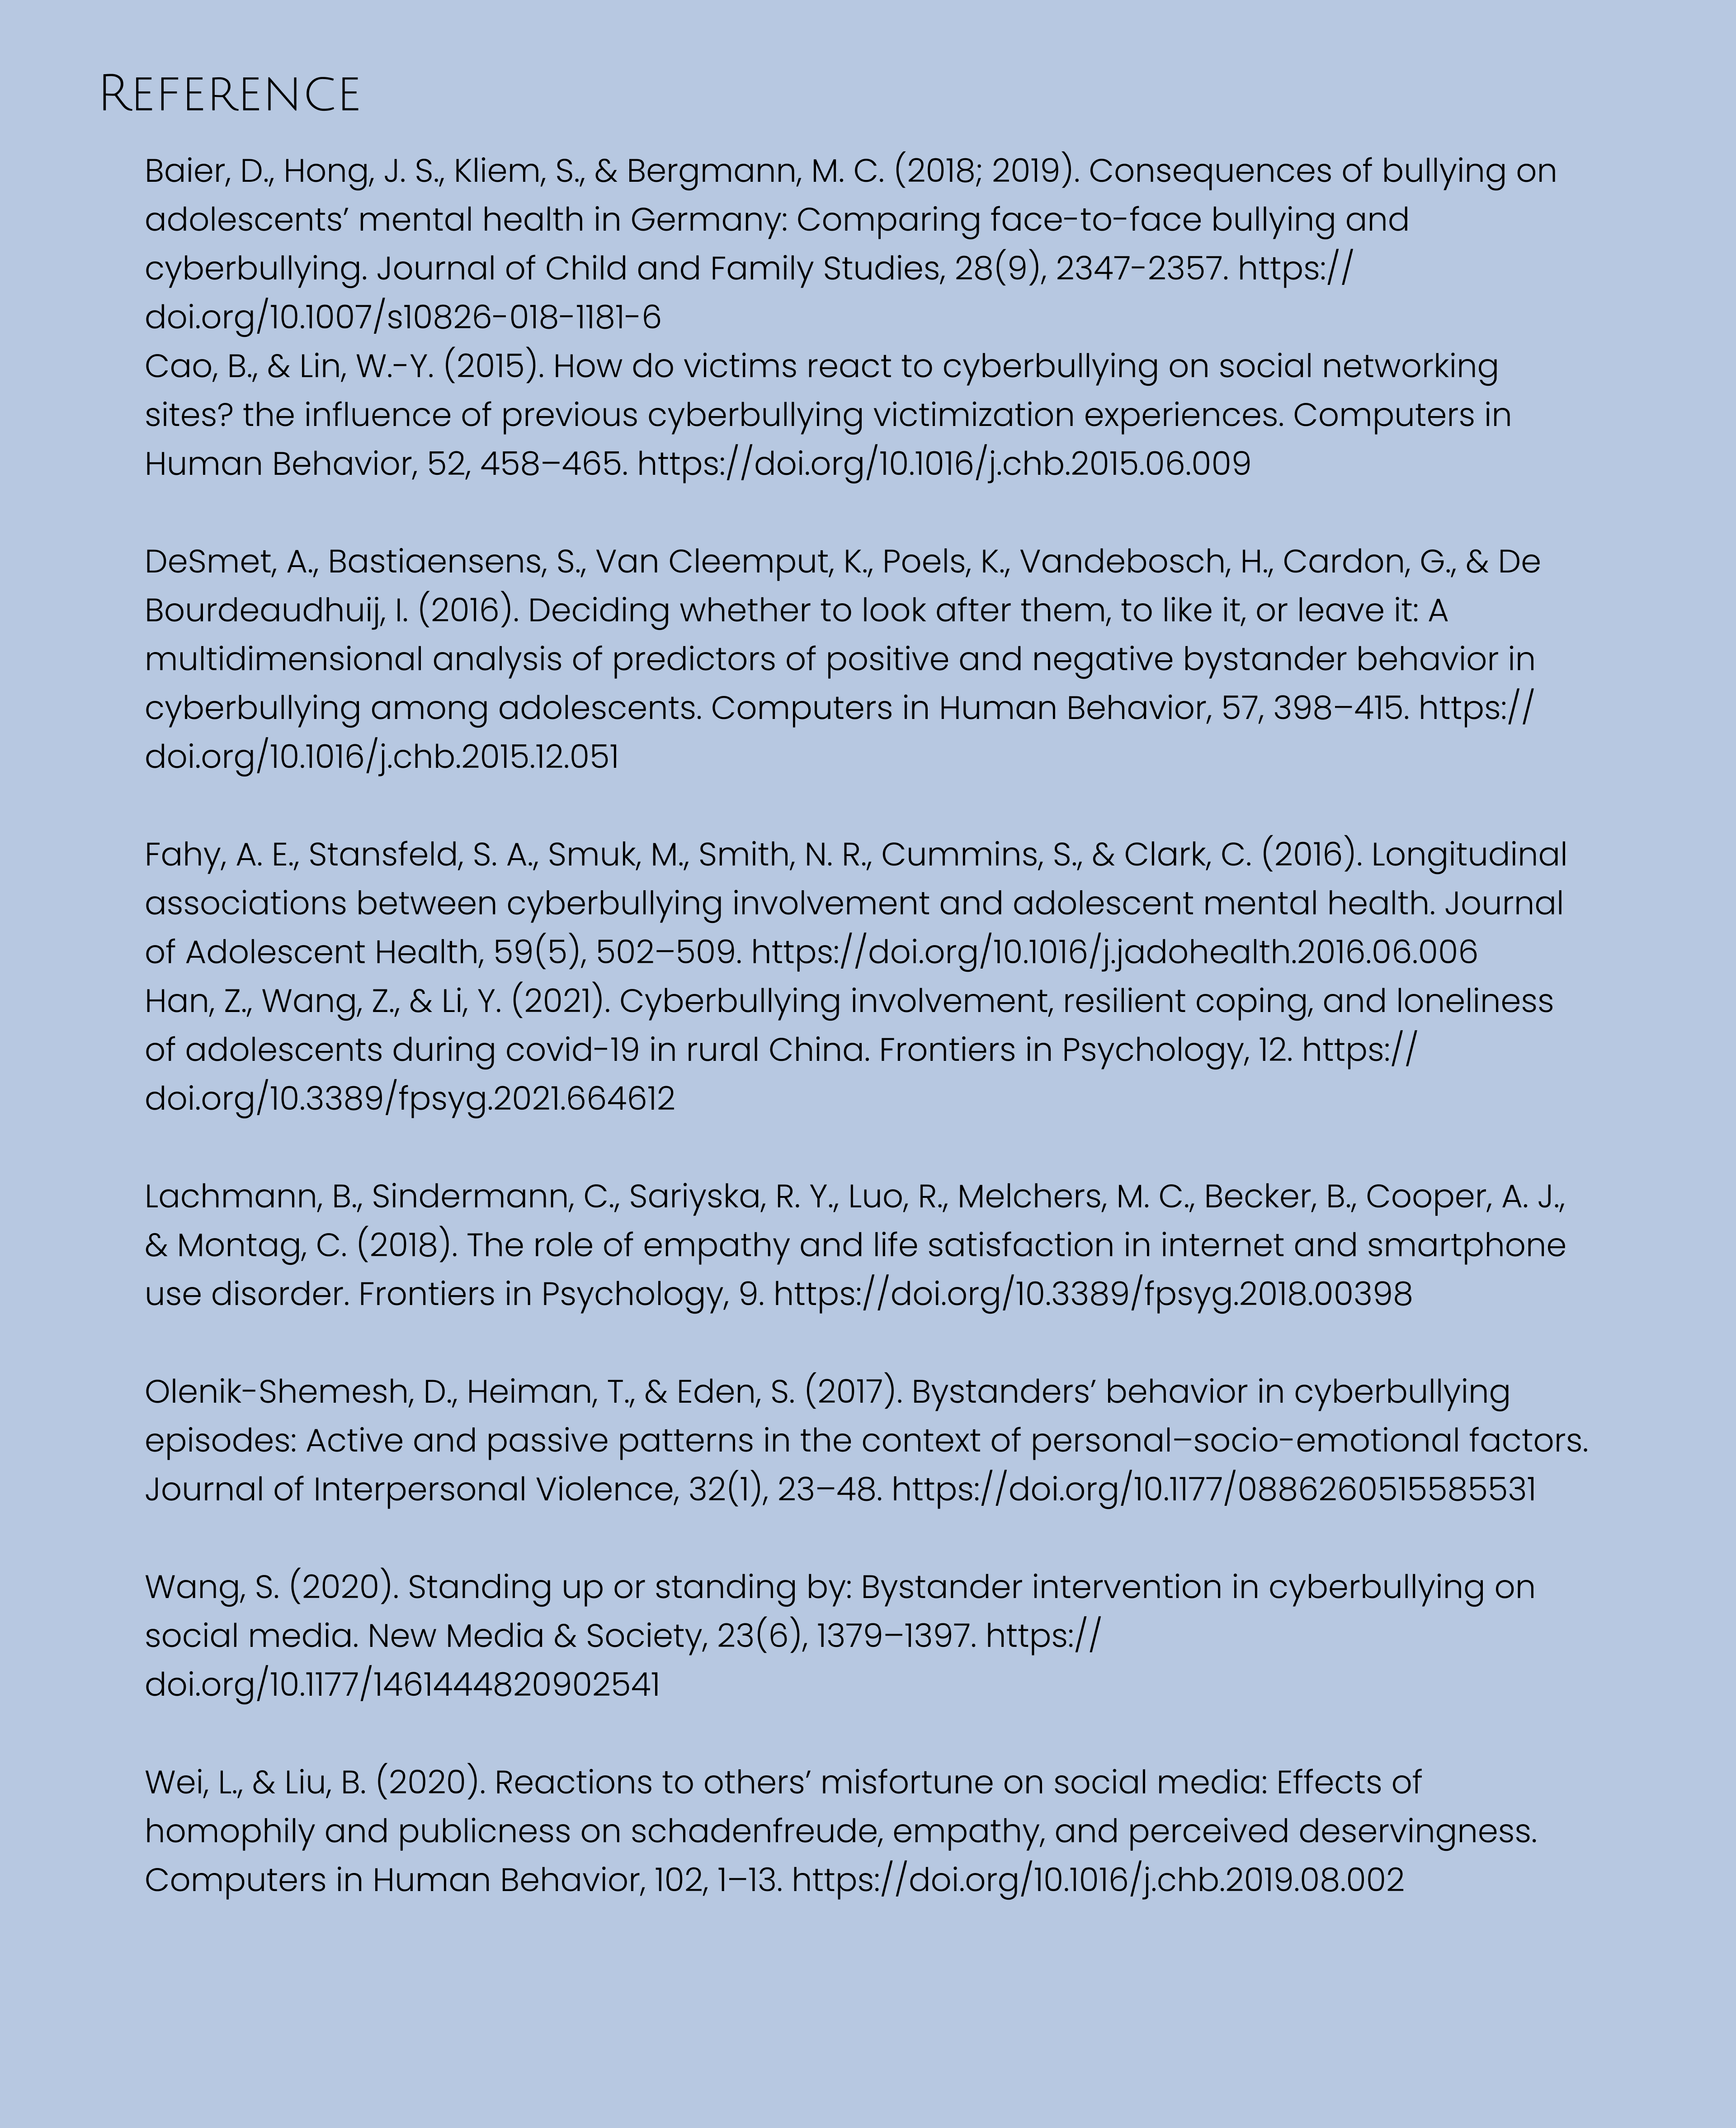 Reference
Baier, D., Hong, J. S., Kliem, S., & Bergmann, M. C. (2018; 2019). Consequences of bullying on
adolescents’ mental health in Germany: Comparing face-to-face bullying and
cyberbullying. Journal of Child and Family Studies, 28(9), 2347-2357. https://
doi.org/10.1007/s10826-018-1181-6
Cao, B., & Lin, W.-Y. (2015). How do victims react to cyberbullying on social networking
sites? the influence of previous cyberbullying victimization experiences. Computers in
Human Behavior, 52, 458–465. https://doi.org/10.1016/j.chb.2015.06.009
DeSmet, A., Bastiaensens, S., Van Cleemput, K., Poels, K., Vandebosch, H., Cardon, G., & De
Bourdeaudhuij, I. (2016). Deciding whether to look after them, to like it, or leave it: A
multidimensional analysis of predictors of positive and negative bystander behavior in
cyberbullying among adolescents. Computers in Human Behavior, 57, 398–415. https://
doi.org/10.1016/j.chb.2015.12.051
Fahy, A. E., Stansfeld, S. A., Smuk, M., Smith, N. R., Cummins, S., & Clark, C. (2016). Longitudinal
associations between cyberbullying involvement and adolescent mental health. Journal
of Adolescent Health, 59(5), 502–509. https://doi.org/10.1016/j.jadohealth.2016.06.006
Han, Z., Wang, Z., & Li, Y. (2021). Cyberbullying involvement, resilient coping, and loneliness
of adolescents during covid-19 in rural China. Frontiers in Psychology, 12. https://
doi.org/10.3389/fpsyg.2021.664612
Lachmann, B., Sindermann, C., Sariyska, R. Y., Luo, R., Melchers, M. C., Becker, B., Cooper, A. J.,
& Montag, C. (2018). The role of empathy and life satisfaction in internet and smartphone
use disorder. Frontiers in Psychology, 9. https://doi.org/10.3389/fpsyg.2018.00398
Olenik-Shemesh, D., Heiman, T., & Eden, S. (2017). Bystanders’ behavior in cyberbullying
episodes: Active and passive patterns in the context of personal–socio-emotional factors.
Journal of Interpersonal Violence, 32(1), 23–48. https://doi.org/10.1177/0886260515585531
Wang, S. (2020). Standing up or standing by: Bystander intervention in cyberbullying on
social media. New Media & Society, 23(6), 1379–1397. https://
doi.org/10.1177/1461444820902541
Wei, L., & Liu, B. (2020). Reactions to others’ misfortune on social media: Effects of
homophily and publicness on schadenfreude, empathy, and perceived deservingness.
Computers in Human Behavior, 102, 1–13. https://doi.org/10.1016/j.chb.2019.08.002